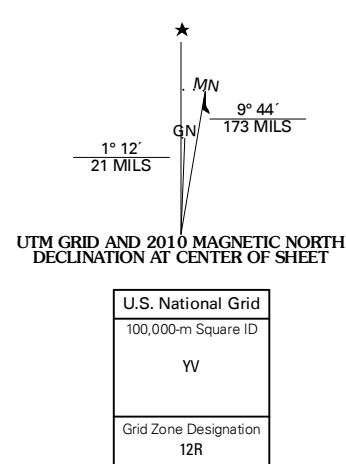 ★
MN
9° 44´
173 MILS
GN
1° 12´
21 MILS
UTM GRID AND 2010 MAGNETIC NORTH
DECLINATION AT CENTER OF SHEET
U.S. National Grid
100,000-m Square ID
YV
Grid Zone Designation
12R